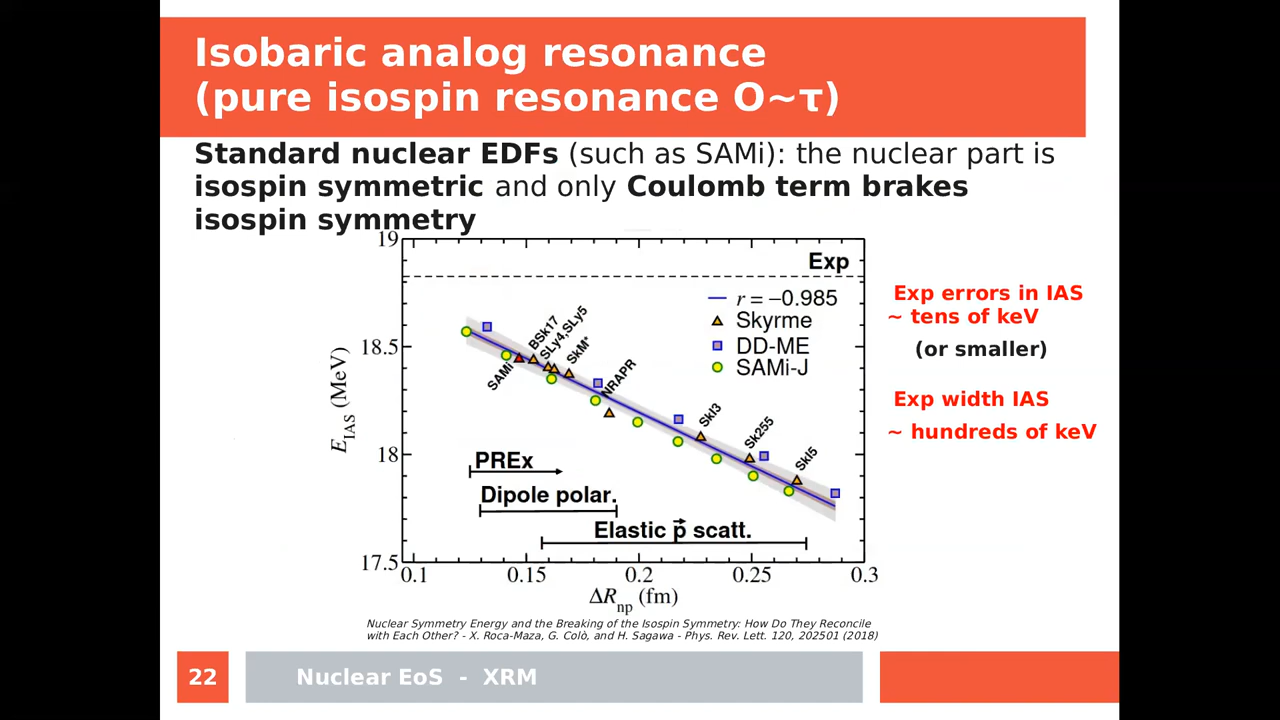 Isobaric analog resonance
(pure isospin resonance O~τ)
Standard nuclear EDFs (such as SAMi): the nuclear part is
isospin symmetric and only Coulomb term brakes
isospin symmetry
19
18.5
18
17.5
E_IAS (MeV)
Exp
r = −0.985
Skyrme
DD-ME
SAMi-J
SAMi
BSk17
SLy4,SLy5
SkM*
NRAPR
SkI3
Sk255
SkI5
PREx
Dipole polar.
Elastic p⃗ scatt.
0.1 0.15 0.2 0.25 0.3
ΔR_np (fm)
Exp errors in IAS
~ tens of keV
(or smaller)
Exp width IAS
~ hundreds of keV
Nuclear Symmetry Energy and the Breaking of the Isospin Symmetry: How Do They Reconcile
with Each Other? - X. Roca-Maza, G. Colò, and H. Sagawa - Phys. Rev. Lett. 120, 202501 (2018)
22
Nuclear EoS - XRM